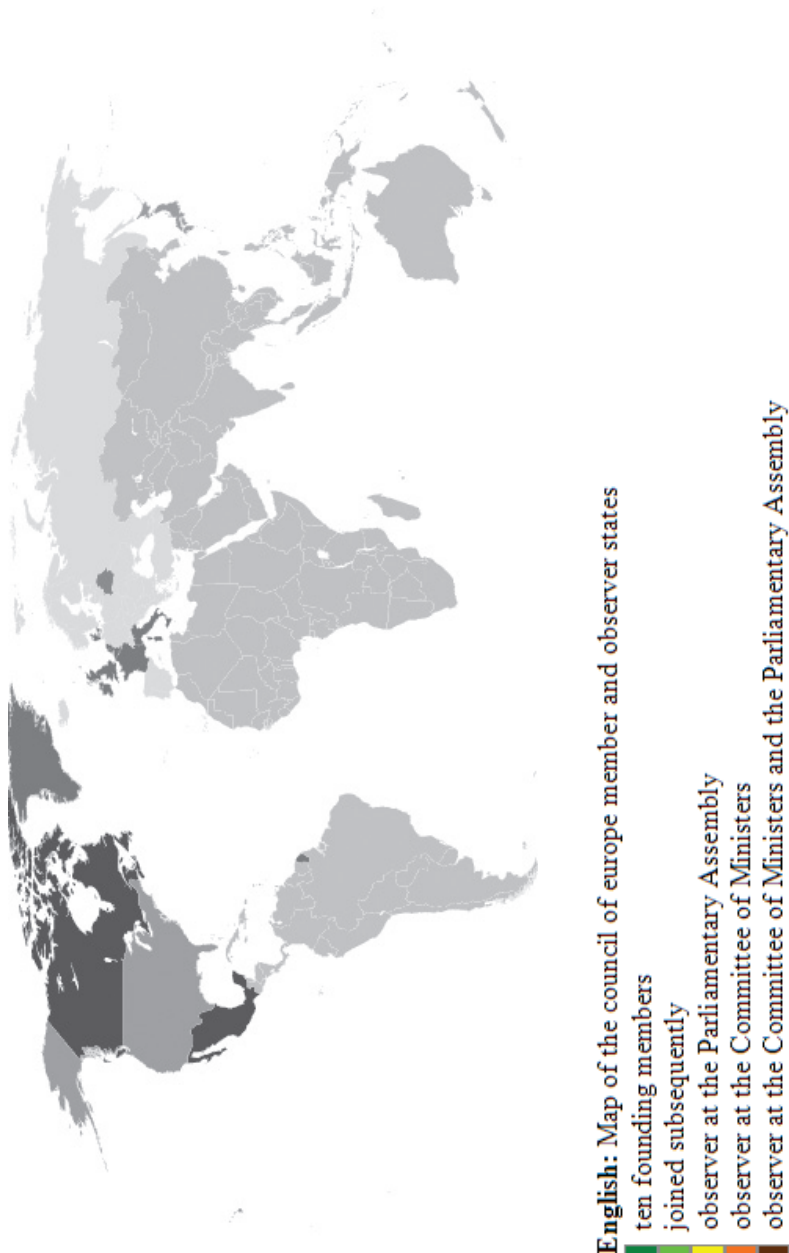 English: Map of the council of europe member and observer states
ten founding members
joined subsequently
observer at the Parliamentary Assembly
observer at the Committee of Ministers
observer at the Committee of Ministers and the Parliamentary Assembly